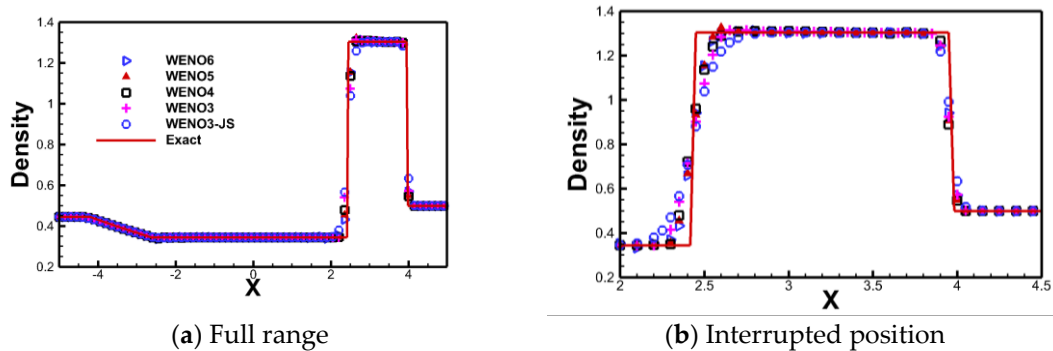 1.4
1.2
1
0.8
0.6
0.4
0.2
Density
WENO6
WENO5
WENO4
WENO3
WENO3-JS
Exact
-4 -2 0 2 4
X
(a) Full range
1.4
1.2
1
0.8
0.6
0.4
0.2
Density
2 2.5 3 3.5 4 4.5
X
(b) Interrupted position